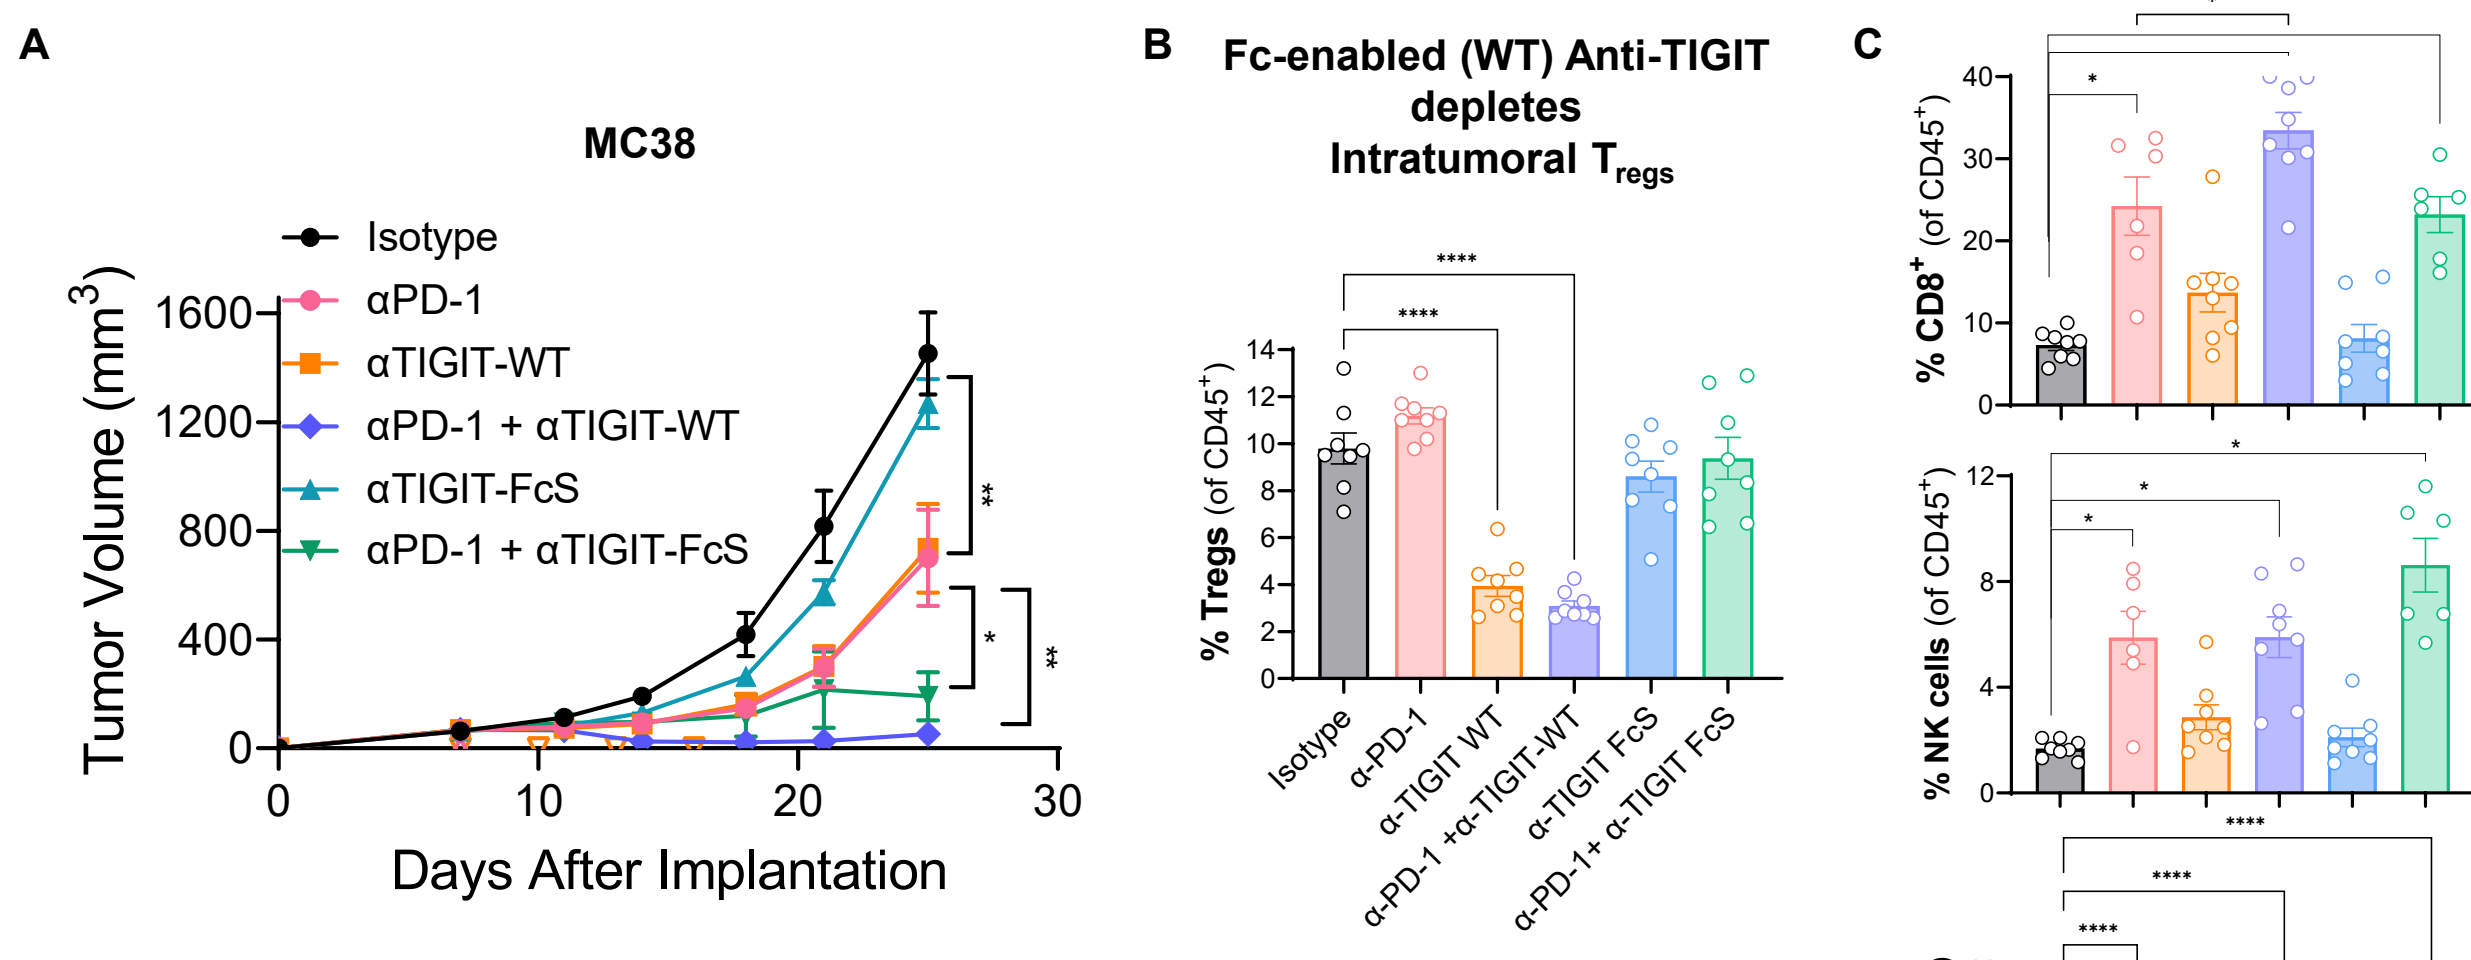 A
MC38
Isotype
αPD-1
αTIGIT-WT
αPD-1 + αTIGIT-WT
αTIGIT-FcS
αPD-1 + αTIGIT-FcS
Tumor Volume (mm³)
1600
1200
800
400
0
0 10 20 30
Days After Implantation
**
*
**
B
Fc-enabled (WT) Anti-TIGIT
depletes
Intratumoral Tregs
****
****
% Tregs (of CD45⁺)
14
12
10
8
6
4
2
0
Isotype
α-PD-1
α-TIGIT WT
α-PD-1 +α-TIGIT-WT
α-TIGIT FcS
α-PD-1+ α-TIGIT FcS
C
*
% CD8⁺ (of CD45⁺)
40
30
20
10
0
*
*
*
% NK cells (of CD45⁺)
12
8
4
0
****
****
****